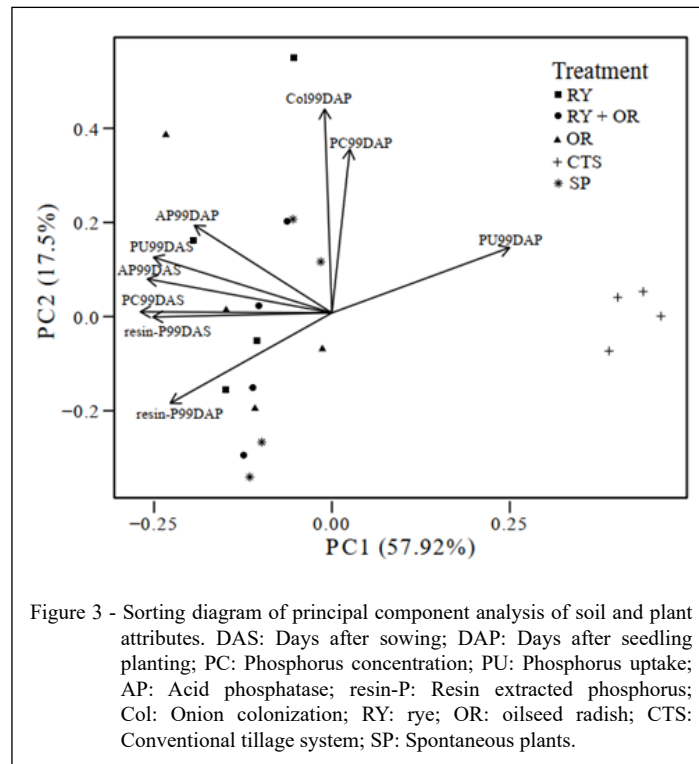 Treatment
RY
RY + OR
OR
CTS
SP
Col99DAP
PC99DAP
AP99DAP
PU99DAP
PU99DAS
AP99DAS
PC99DAS
resin-P99DAS
resin-P99DAP
0.4
0.2
0.0
−0.2
PC2 (17.5%)
−0.25
0.00
0.25
PC1 (57.92%)
Figure 3 - Sorting diagram of principal component analysis of soil and plant
attributes. DAS: Days after sowing; DAP: Days after seedling
planting; PC: Phosphorus concentration; PU: Phosphorus uptake;
AP: Acid phosphatase; resin-P: Resin extracted phosphorus;
Col: Onion colonization; RY: rye; OR: oilseed radish; CTS:
Conventional tillage system; SP: Spontaneous plants.